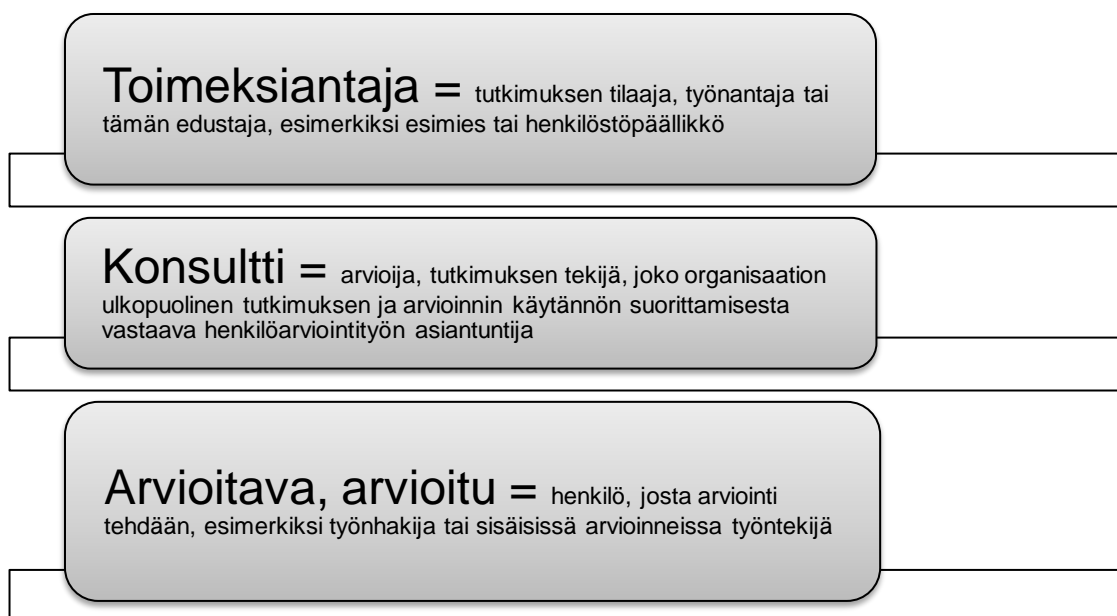 Toimeksiantaja = tutkimuksen tilaaja, työnantaja tai
tämän edustaja, esimerkiksi esimies tai henkilöstöpäällikkö
Konsultti = arvioija, tutkimuksen tekijä, joko organisaation
ulkopuolinen tutkimuksen ja arvioinnin käytännön suorittamisesta
vastaava henkilöarviointityön asiantuntija
Arvioitava, arvioitu = henkilö, josta arviointi
tehdään, esimerkiksi työnhakija tai sisäisissä arvioinneissa työntekijä